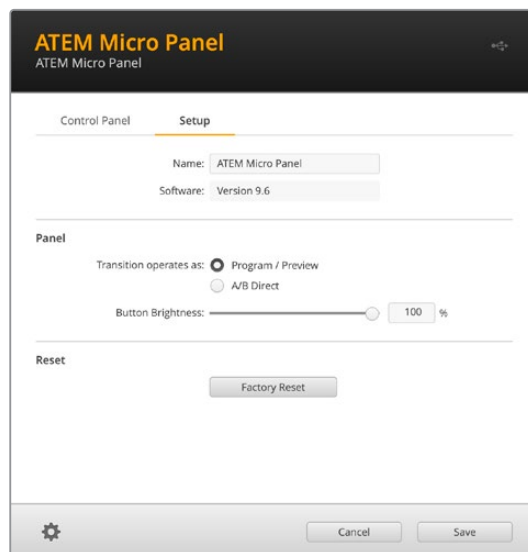 ATEM Micro Panel
ATEM Micro Panel
Control Panel Setup
Name: ATEM Micro Panel
Software: Version 9.6
Panel
Transition operates as: Program / Preview
A/B Direct
Button Brightness: 100 %
Reset
Factory Reset
Cancel Save